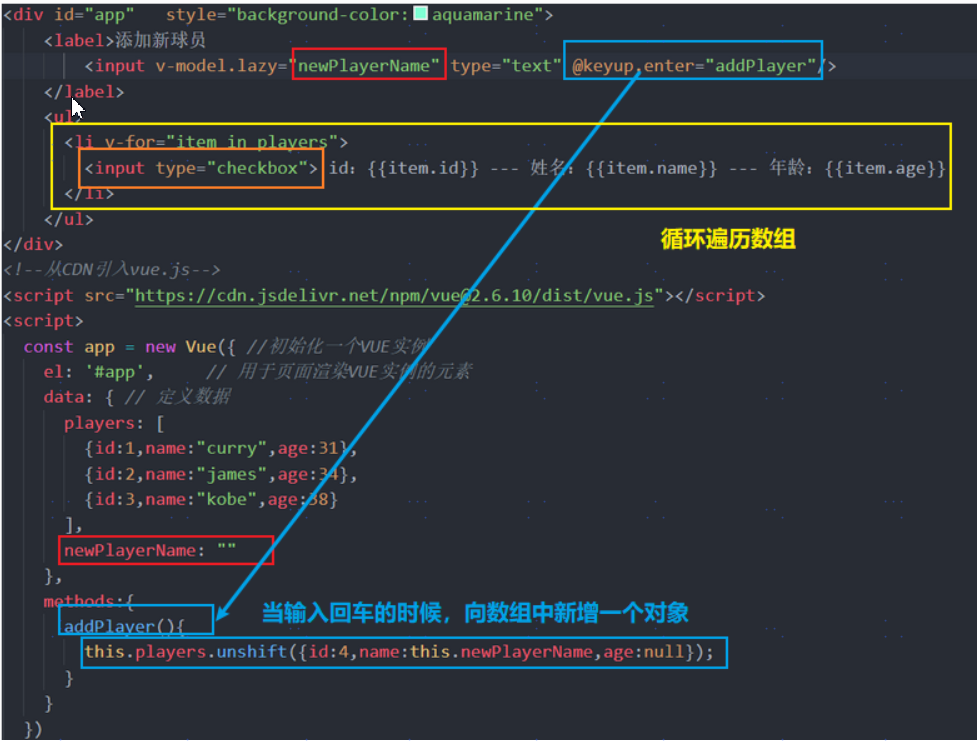 <div id="app"   style="background-color: aquamarine">
<label>添加新球员
<input v-model.lazy="newPlayerName" type="text" @keyup.enter="addPlayer"/>
</label>
<ul>
<li v-for="item in players">
<input type="checkbox"> id: {{item.id}} --- 姓名: {{item.name}} --- 年龄: {{item.age}}
</li>
</ul>
循环遍历数组
</div>
<!--从CDN引入vue.js-->
<script src="https://cdn.jsdelivr.net/npm/vue@2.6.10/dist/vue.js"></script>
<script>
const app = new Vue({ //初始化一个VUE实例
el: '#app',     // 用于页面渲染VUE实例的元素
data: { // 定义数据
players: [
{id:1,name:"curry",age:31},
{id:2,name:"james",age:34},
{id:3,name:"kobe",age:38}
],
newPlayerName: ""
},
methods:{
当输入回车的时候，向数组中新增一个对象
addPlayer(){
this.players.unshift({id:4,name:this.newPlayerName,age:null});
}
}
})